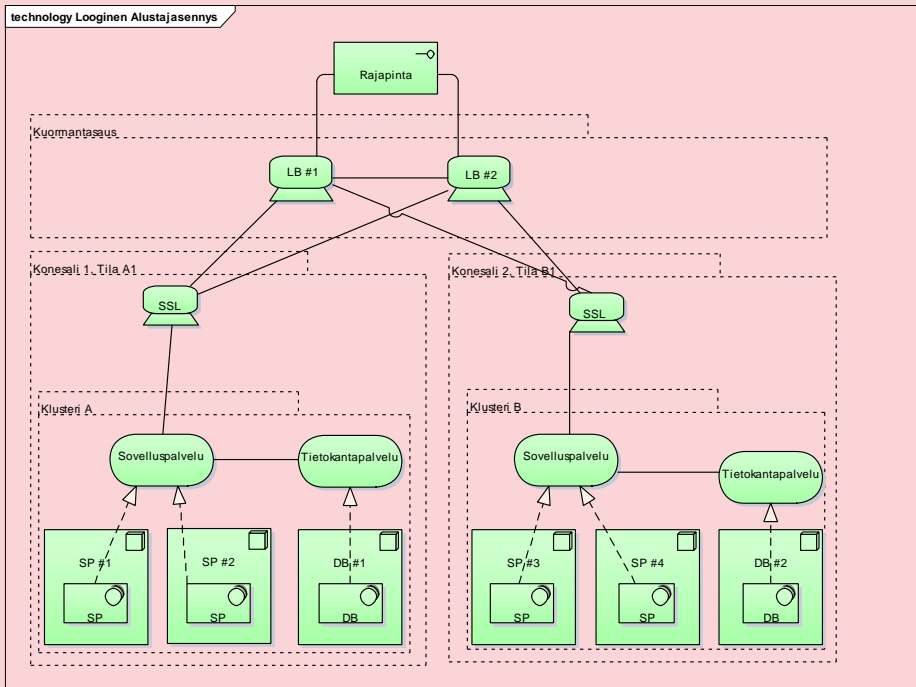 technology Looginen Alustajasennys
Rajapinta
Kuormantasaus
LB #1
LB #2
Konesali 1, Tila A1
Konesali 2, Tila B1
SSL
SSL
Klusteri A
Klusteri B
Sovelluspalvelu
Tietokantapalvelu
Sovelluspalvelu
Tietokantapalvelu
SP #1
SP #2
DB #1
SP #3
SP #4
DB #2
SP
SP
DB
SP
SP
DB